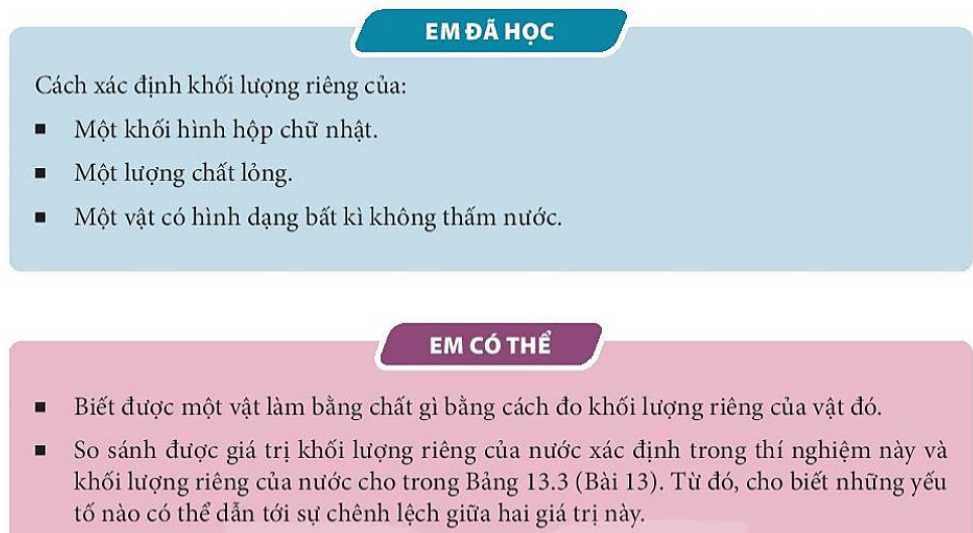 EM ĐÃ HỌC
Cách xác định khối lượng riêng của:
■ Một khối hình hộp chữ nhật.
■ Một lượng chất lỏng.
■ Một vật có hình dạng bất kì không thấm nước.
EM CÓ THỂ
■ Biết được một vật làm bằng chất gì bằng cách đo khối lượng riêng của vật đó.
■ So sánh được giá trị khối lượng riêng của nước xác định trong thí nghiệm này và
khối lượng riêng của nước cho trong Bảng 13.3 (Bài 13). Từ đó, cho biết những yếu
tố nào có thể dẫn tới sự chênh lệch giữa hai giá trị này.